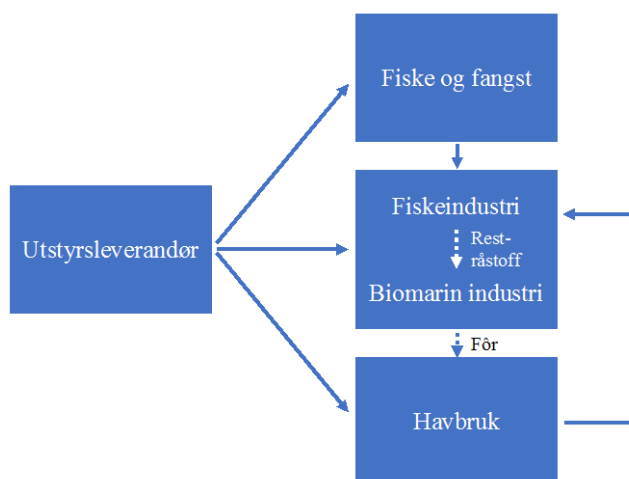 Fiske og fangst
Utstyrsleverandør
Fiskeindustri
Rest-
råstoff
Biomarin industri
Fôr
Havbruk